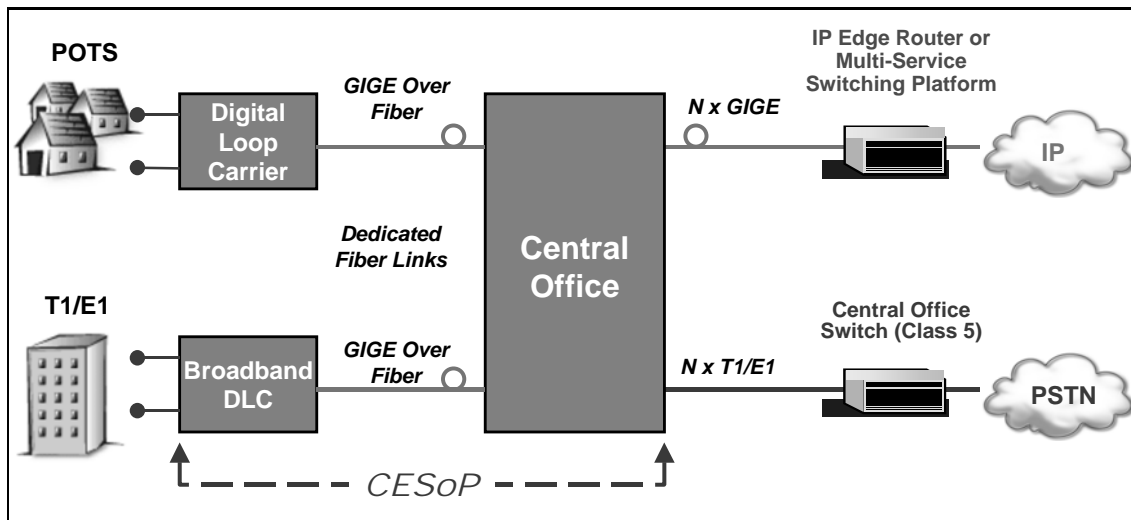 POTS
Digital
Loop
Carrier
GIGE Over
Fiber
Dedicated
Fiber Links
T1/E1
Broadband
DLC
GIGE Over
Fiber
Central
Office
N x GIGE
IP Edge Router or
Multi-Service
Switching Platform
IP
N x T1/E1
Central Office
Switch (Class 5)
PSTN
CESoP